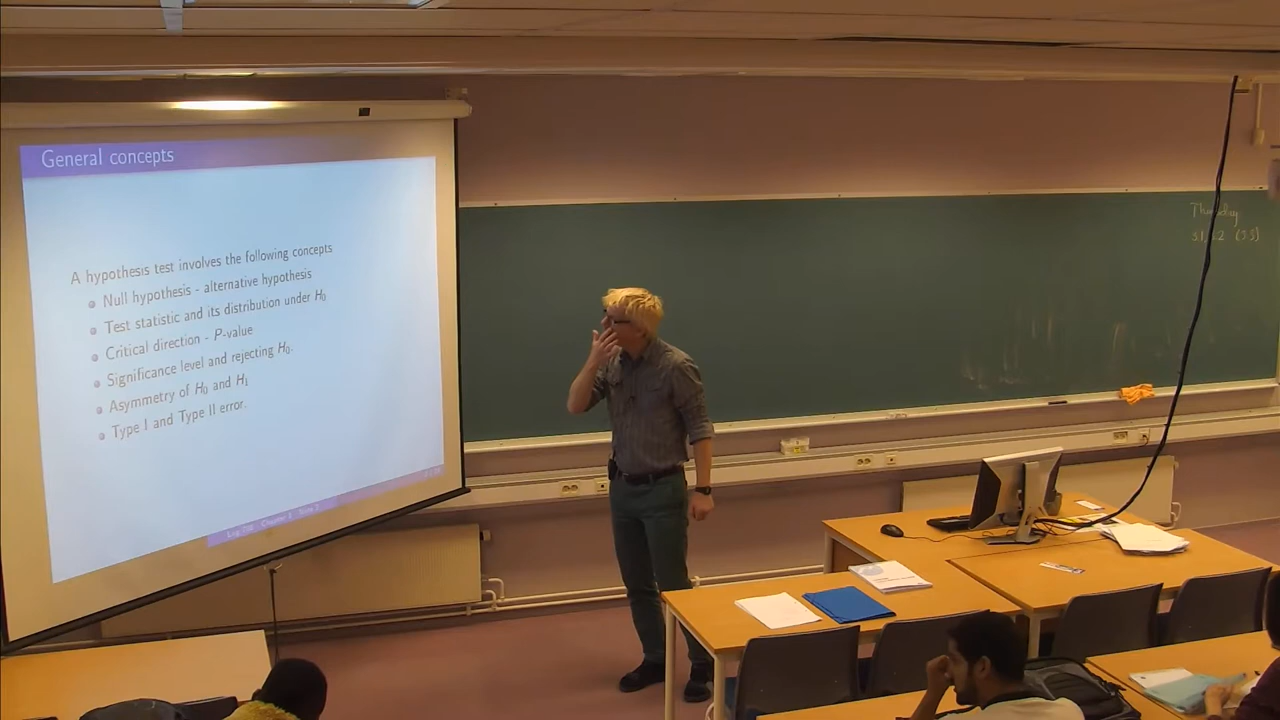 General concepts
A hypothesis test involves the following concepts
Null hypothesis - alternative hypothesis
Test statistic and its distribution under H₀
Critical direction - P-value
Significance level and rejecting H₀.
Asymmetry of H₀ and H₁
Type I and Type II error.